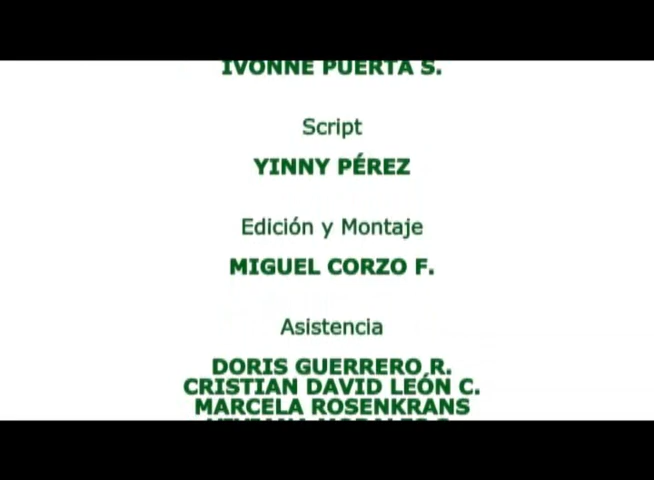 IVONNE PUERTA S.
Script
YINNY PÉREZ
Edición y Montaje
MIGUEL CORZO F.
Asistencia
DORIS GUERRERO R.
CRISTIAN DAVID LEÓN C.
MARCELA ROSENKRANS